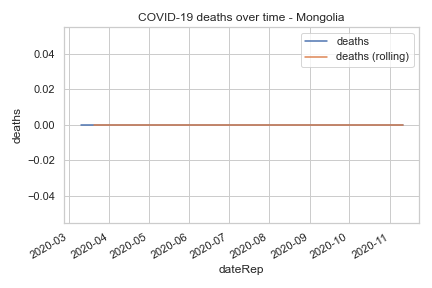 COVID-19 deaths over time - Mongolia
deaths
deaths (rolling)
0.04
0.02
0.00
−0.02
−0.04
deaths
2020-03
2020-04
2020-05
2020-06
2020-07
2020-08
2020-09
2020-10
2020-11
dateRep